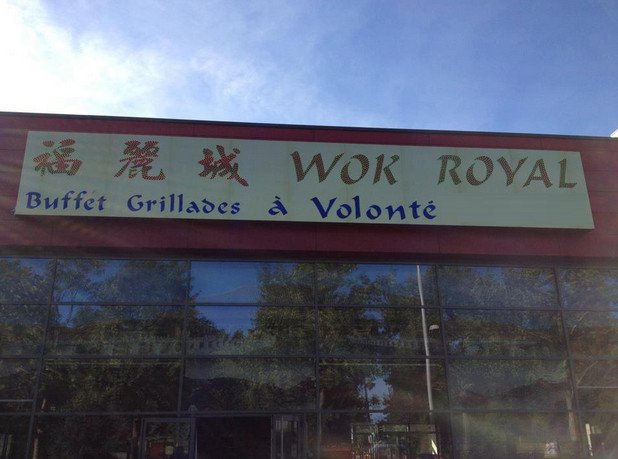 福麗城 WOK ROYAL
Buffet Grillades à Volonté